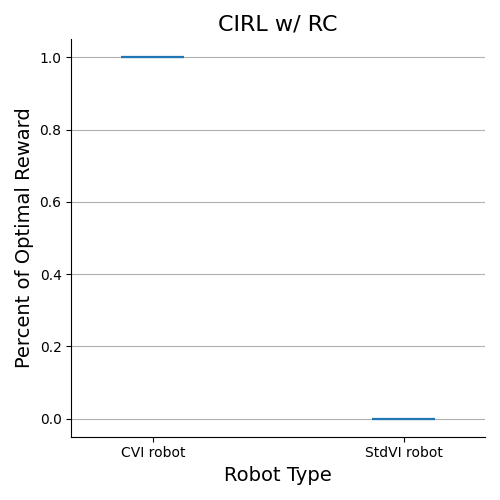 CIRL w/ RC
Percent of Optimal Reward
1.0
0.8
0.6
0.4
0.2
0.0
CVI robot
StdVI robot
Robot Type